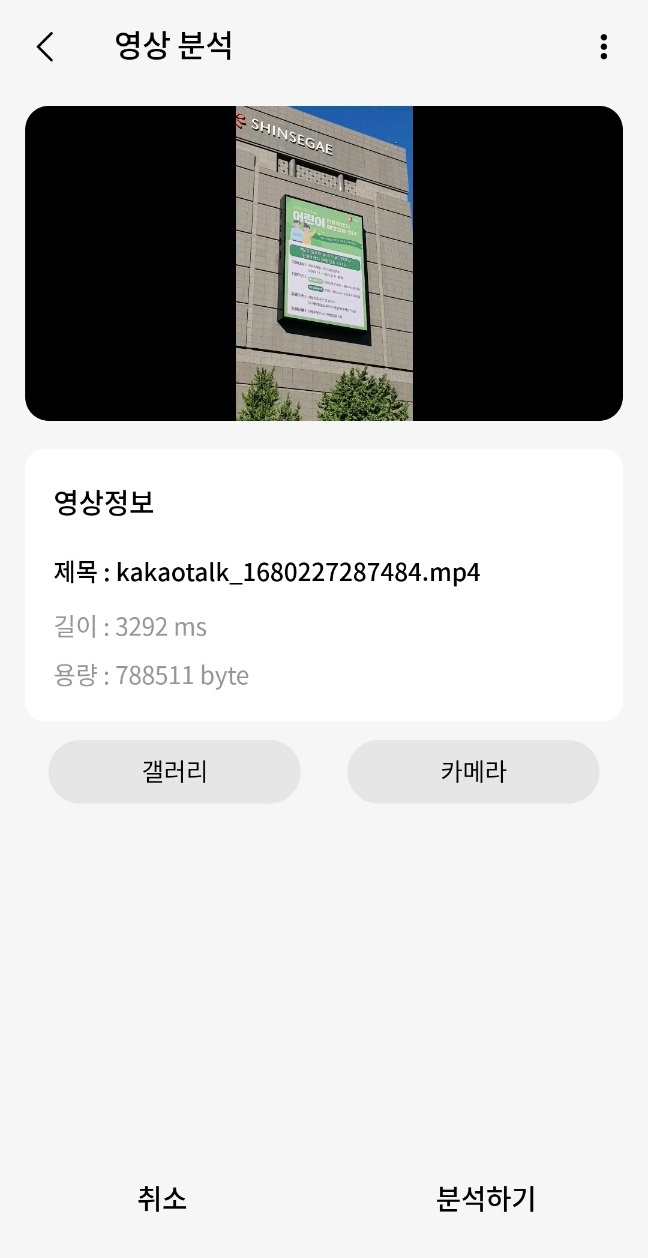 영상 분석
SHINSEGAE
어린이
영상정보
제목 : kakaotalk_1680227287484.mp4
길이 : 3292 ms
용량 : 788511 byte
갤러리
카메라
취소
분석하기